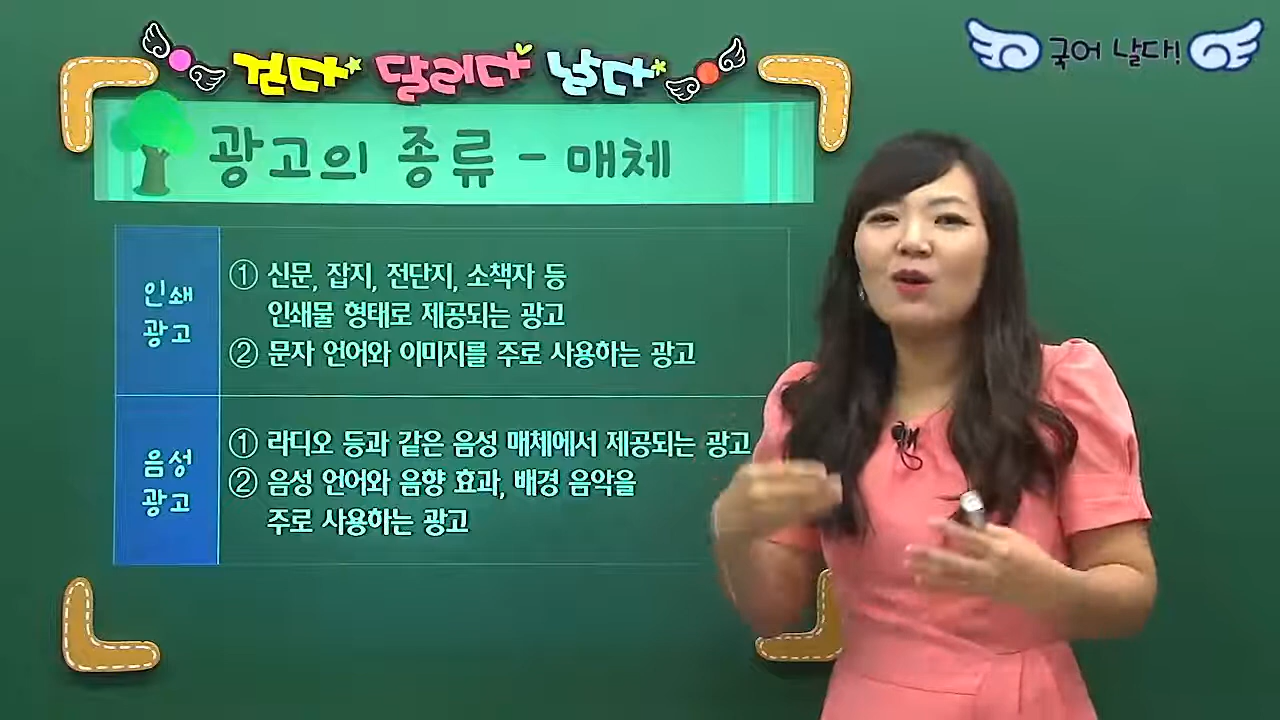 걷다 달리다 날다
국어 날다!
광고의 종류 - 매체
인쇄
광고
① 신문, 잡지, 전단지, 소책자 등
인쇄물 형태로 제공되는 광고
② 문자 언어와 이미지를 주로 사용하는 광고
음성
광고
① 라디오 등과 같은 음성 매체에서 제공되는 광고
② 음성 언어와 음향 효과, 배경 음악을
주로 사용하는 광고